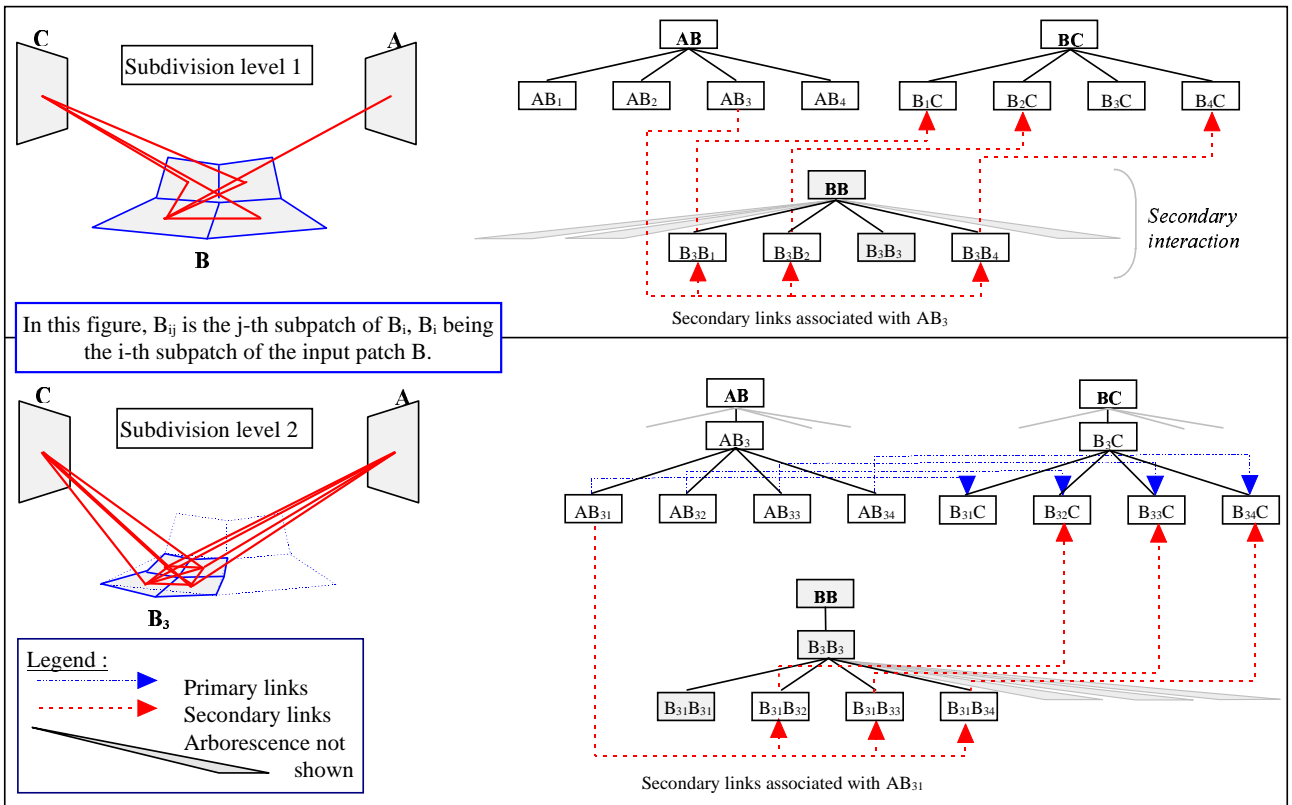 C
A
Subdivision level 1
B
AB
BC
AB₁
AB₂
AB₃
AB₄
B₁C
B₂C
B₃C
B₄C
BB
B₃B₁
B₃B₂
B₃B₃
B₃B₄
Secondary
interaction
Secondary links associated with AB₃
In this figure, Bᵢⱼ is the j-th subpatch of Bᵢ, Bᵢ being
the i-th subpatch of the input patch B.
C
A
Subdivision level 2
B₃
AB
BC
AB₃
B₃C
AB₃₁
AB₃₂
AB₃₃
AB₃₄
B₃₁C
B₃₂C
B₃₃C
B₃₄C
BB
B₃B₃
B₃₁B₃₁
B₃₁B₃₂
B₃₁B₃₃
B₃₁B₃₄
Secondary links associated with AB₃₁
Legend :
Primary links
Secondary links
Arborescence not
shown